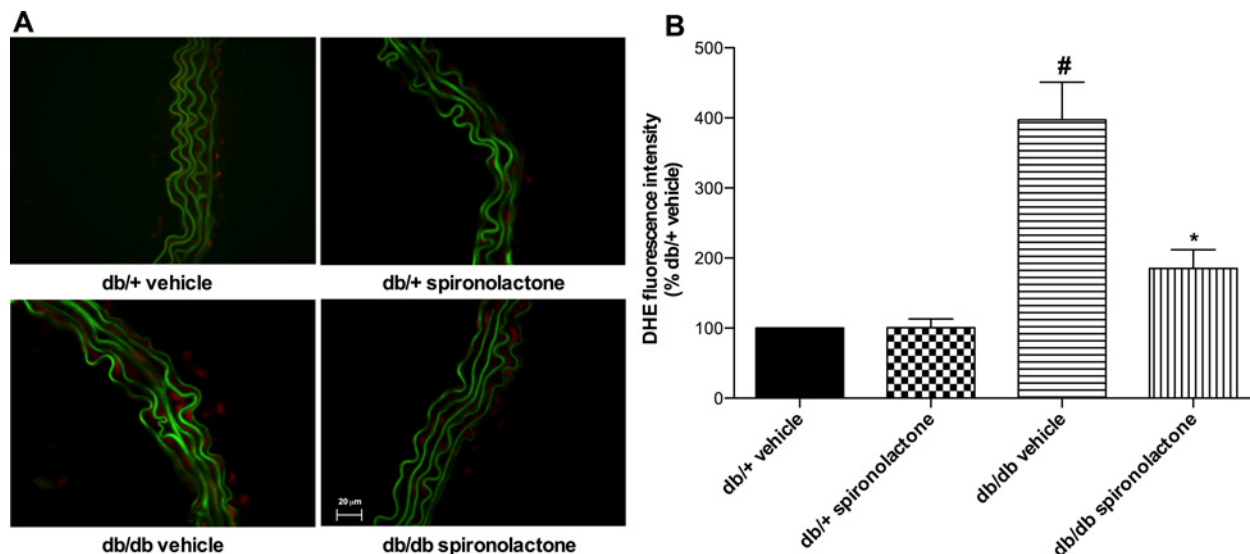 A
db/+ vehicle
db/+ spironolactone
db/db vehicle
20 µm
db/db spironolactone
B
DHE fluorescence intensity
(% db/+ vehicle)
500
400
300
200
100
0
#
*
db/+ vehicle
db/+ spironolactone
db/db vehicle
db/db spironolactone